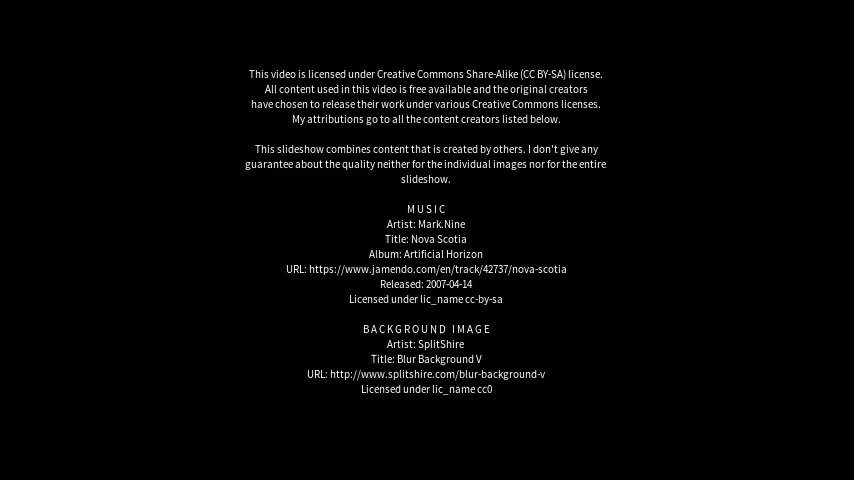 This video is licensed under Creative Commons Share-Alike (CC BY-SA) license.
All content used in this video is free available and the original creators
have chosen to release their work under various Creative Commons licenses.
My attributions go to all the content creators listed below.
This slideshow combines content that is created by others. I don't give any
guarantee about the quality neither for the individual images nor for the entire
slideshow.
MUSIC
Artist: Mark.Nine
Title: Nova Scotia
Album: Artificial Horizon
URL: https://www.jamendo.com/en/track/42737/nova-scotia
Released: 2007-04-14
Licensed under lic_name cc-by-sa
BACKGROUND IMAGE
Artist: SplitShire
Title: Blur Background V
URL: http://www.splitshire.com/blur-background-v
Licensed under lic_name cc0